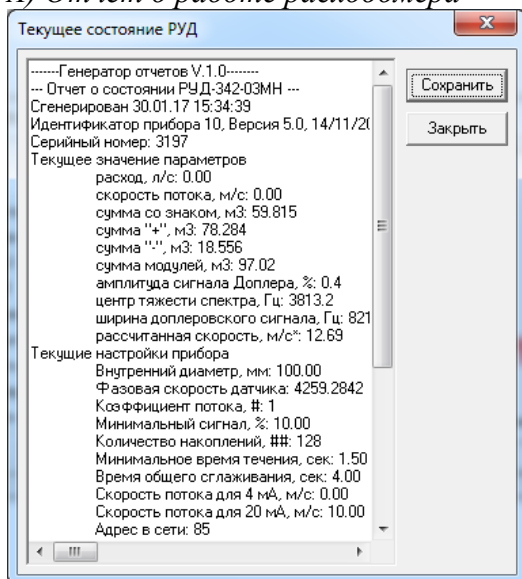 А) Отчет о работе расходомера
Текущее состояние РУД
-------Генератор отчетов V.1.0--------
--- Отчет о состоянии РУД-342-03МН ---
Сгенерирован 30.01.17 15:34:39
Идентификатор прибора 10, Версия 5.0, 14/11/20
Серийный номер: 3197
Текущее значение параметров
расход, л/с: 0.00
скорость потока, м/с: 0.00
сумма со знаком, м3: 59.815
сумма "+", м3: 78.284
сумма "-", м3: 18.556
сумма модулей, м3: 97.02
амплитуда сигнала Доплера, %: 0.4
центр тяжести спектра, Гц: 3813.2
ширина доплеровского сигнала, Гц: 821
рассчитанная скорость, м/с*: 12.69
Текущие настройки прибора
Внутренний диаметр, мм: 100.00
Фазовая скорость датчика: 4259.2842
Коэффициент потока, #: 1
Минимальный сигнал, %: 10.00
Количество накоплений, ##: 128
Минимальное время течения, сек: 1.50
Время общего сглаживания, сек: 4.00
Скорость потока для 4 мА, м/с: 0.00
Скорость потока для 20 мА, м/с: 10.00
Адрес в сети: 85
Сохранить
Закрыть